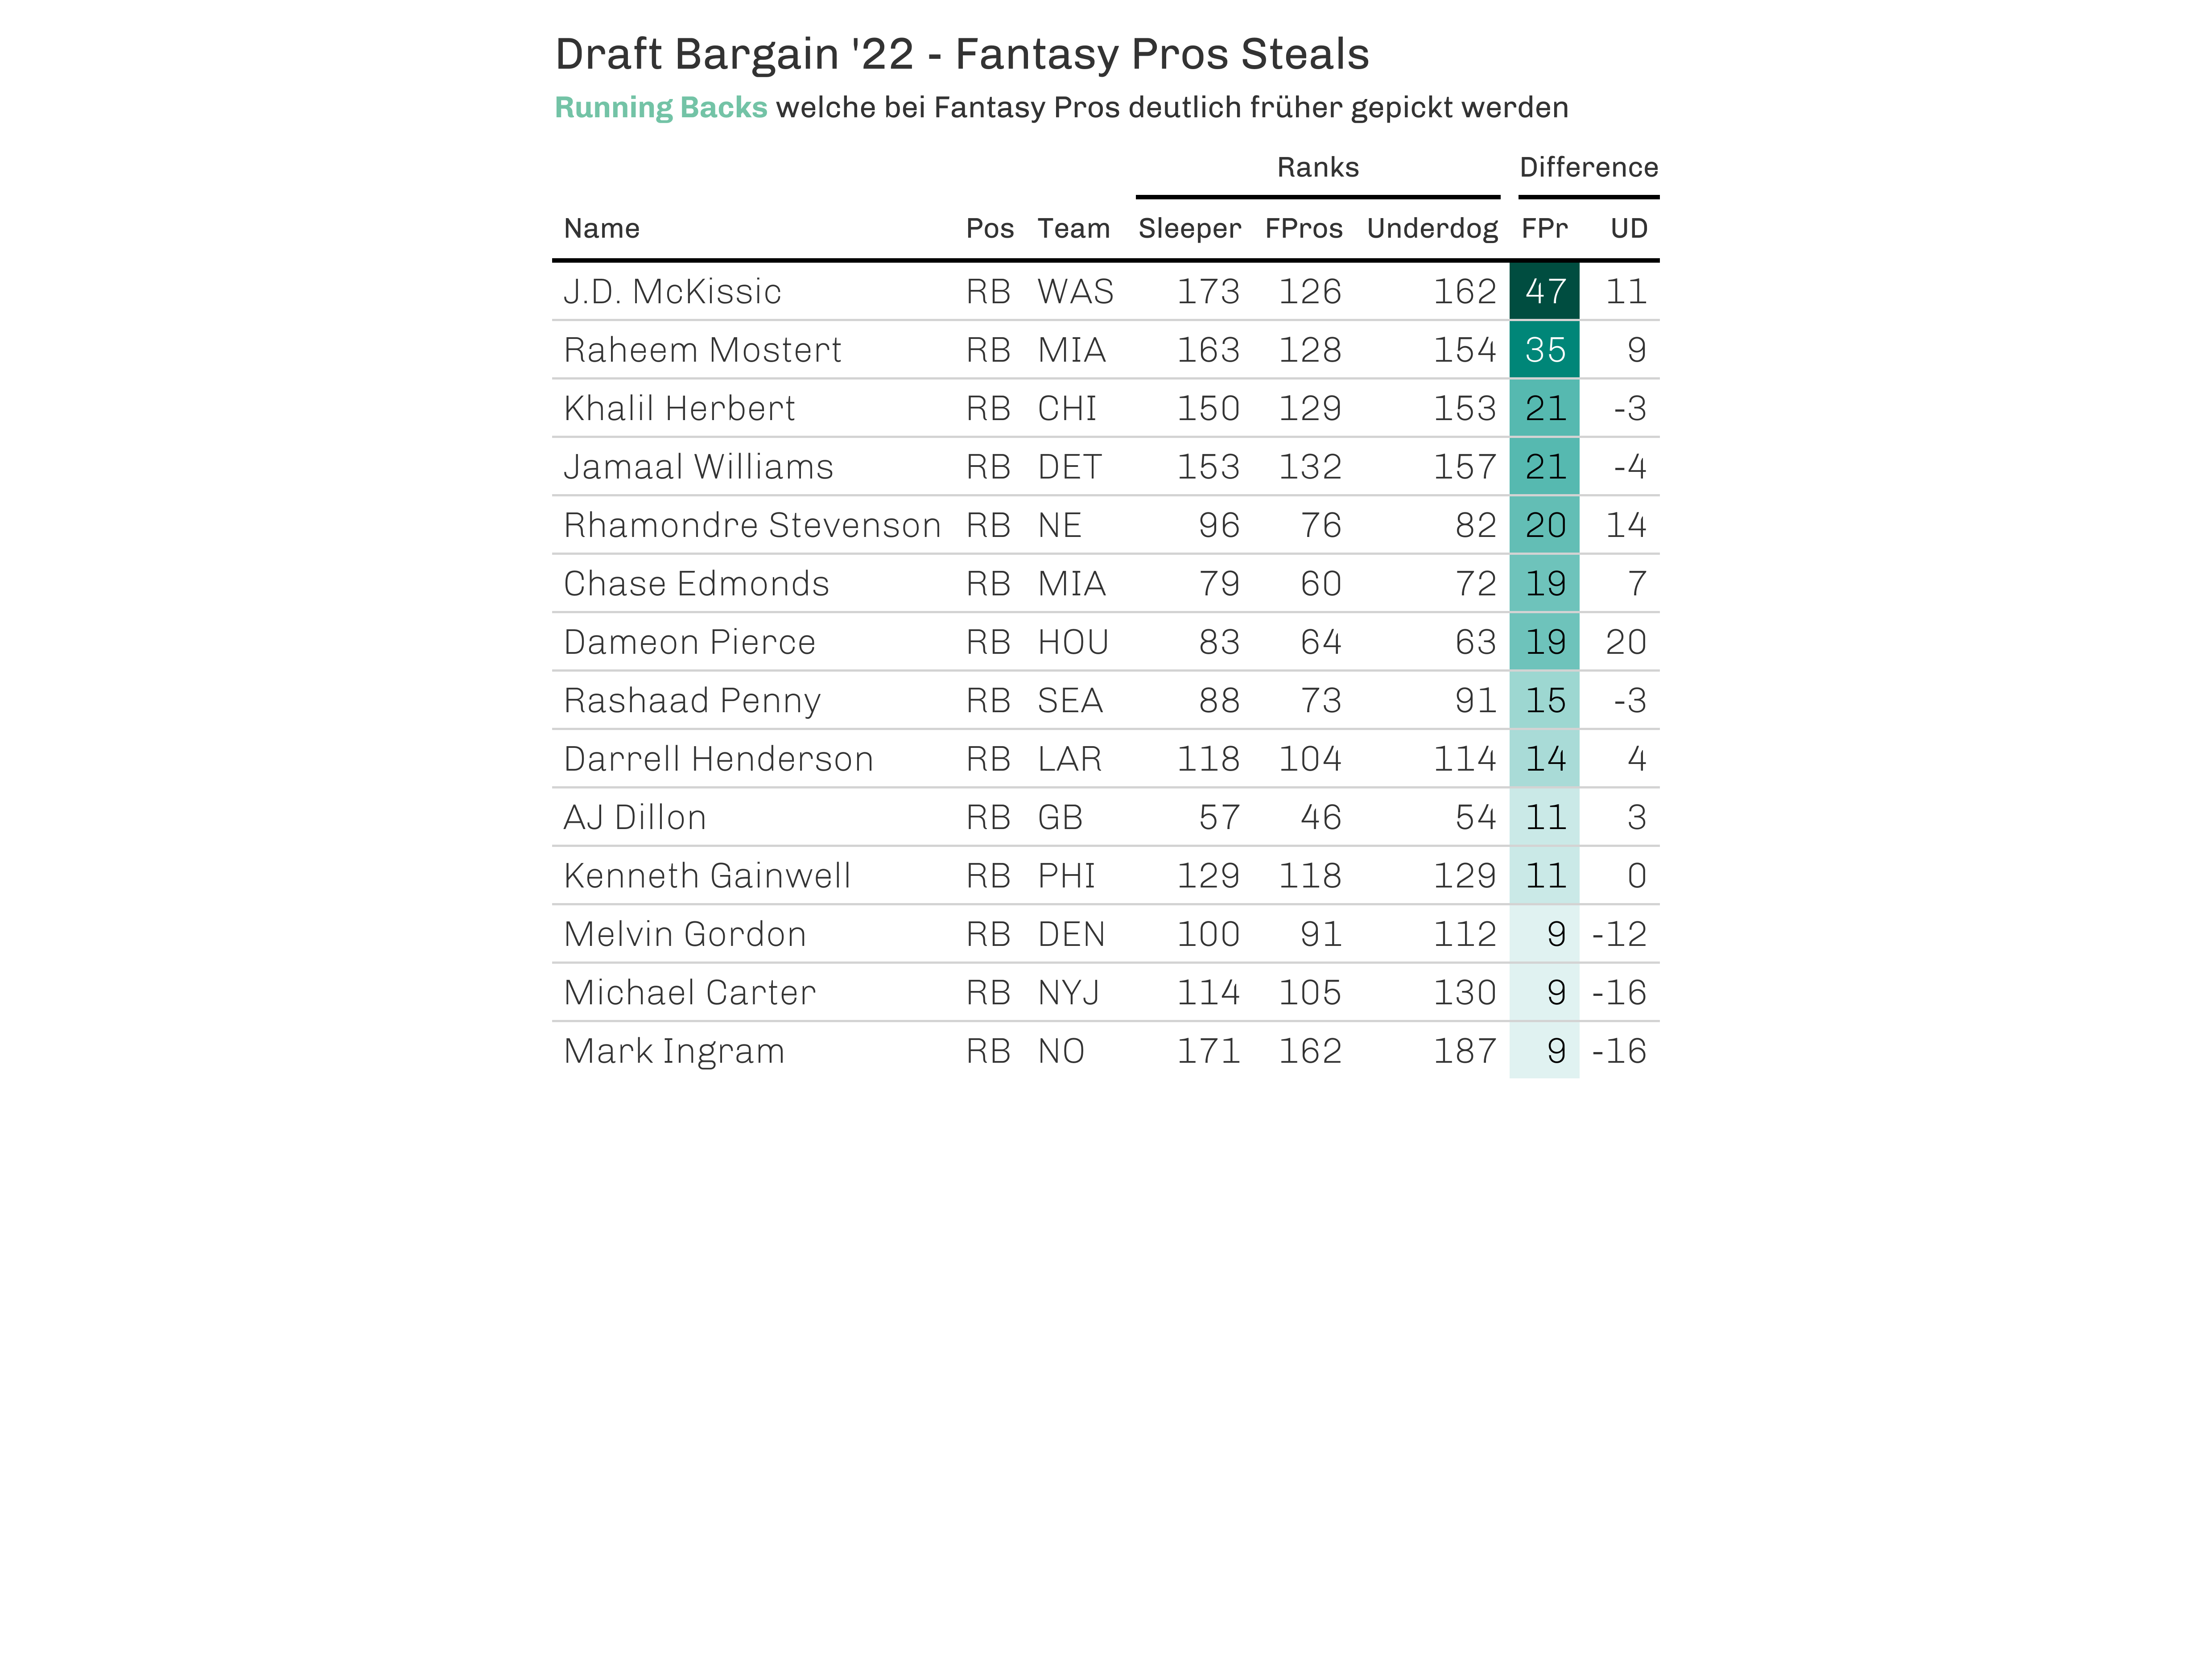 Draft Bargain '22 - Fantasy Pros Steals
Running Backs welche bei Fantasy Pros deutlich früher gepickt werden
Ranks Difference
Name Pos Team Sleeper FPros Underdog FPr UD
J.D. McKissic RB WAS 173 126 162 47 11
Raheem Mostert RB MIA 163 128 154 35 9
Khalil Herbert RB CHI 150 129 153 21 -3
Jamaal Williams RB DET 153 132 157 21 -4
Rhamondre Stevenson RB NE 96 76 82 20 14
Chase Edmonds RB MIA 79 60 72 19 7
Dameon Pierce RB HOU 83 64 63 19 20
Rashaad Penny RB SEA 88 73 91 15 -3
Darrell Henderson RB LAR 118 104 114 14 4
AJ Dillon RB GB 57 46 54 11 3
Kenneth Gainwell RB PHI 129 118 129 11 0
Melvin Gordon RB DEN 100 91 112 9 -12
Michael Carter RB NYJ 114 105 130 9 -16
Mark Ingram RB NO 171 162 187 9 -16